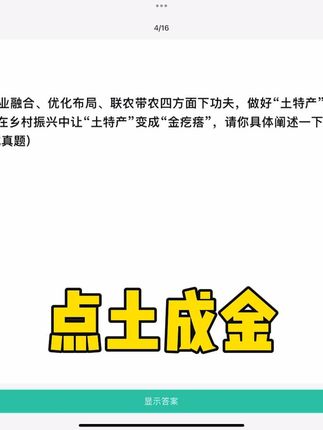 4/16
业融合、优化布局、联农带农四方面下功夫，做好“土特产”
在乡村振兴中让“土特产”变成“金疙瘩”，请你具体阐述一下
真题）
点土成金
显示答案